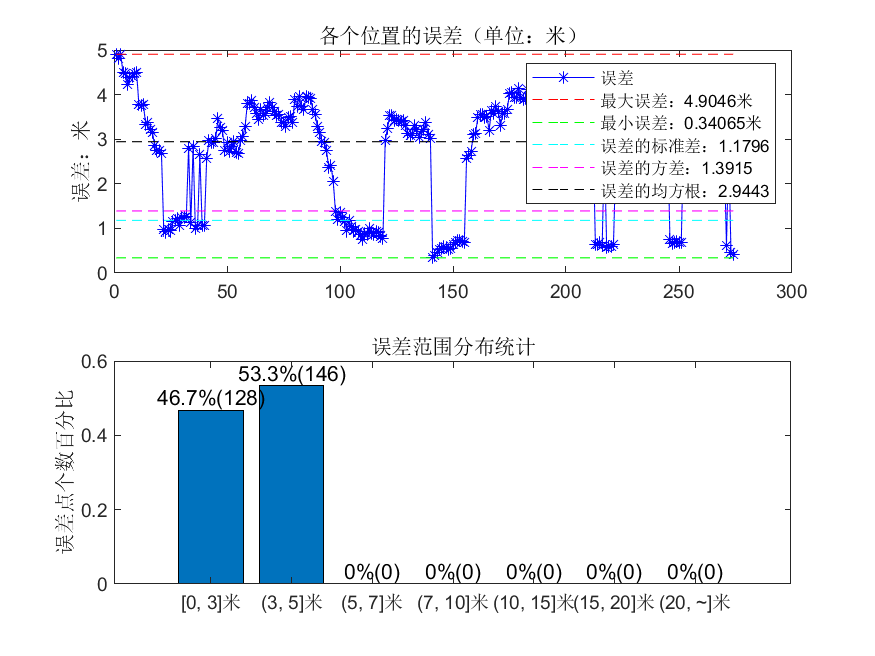 各个位置的误差（单位：米）
误差：米
5
4
3
2
1
0
0 50 100 150 200 250 300
误差
最大误差：4.9046米
最小误差：0.34065米
误差的标准差：1.1796
误差的方差：1.3915
误差的均方根：2.9443
误差范围分布统计
误差点个数百分比
0.6
0.4
0.2
0
46.7%(128)
53.3%(146)
0%(0) 0%(0) 0%(0) 0%(0) 0%(0)
[0, 3]米 (3, 5]米 (5, 7]米 (7, 10]米 (10, 15]米 (15, 20]米 (20, ~]米